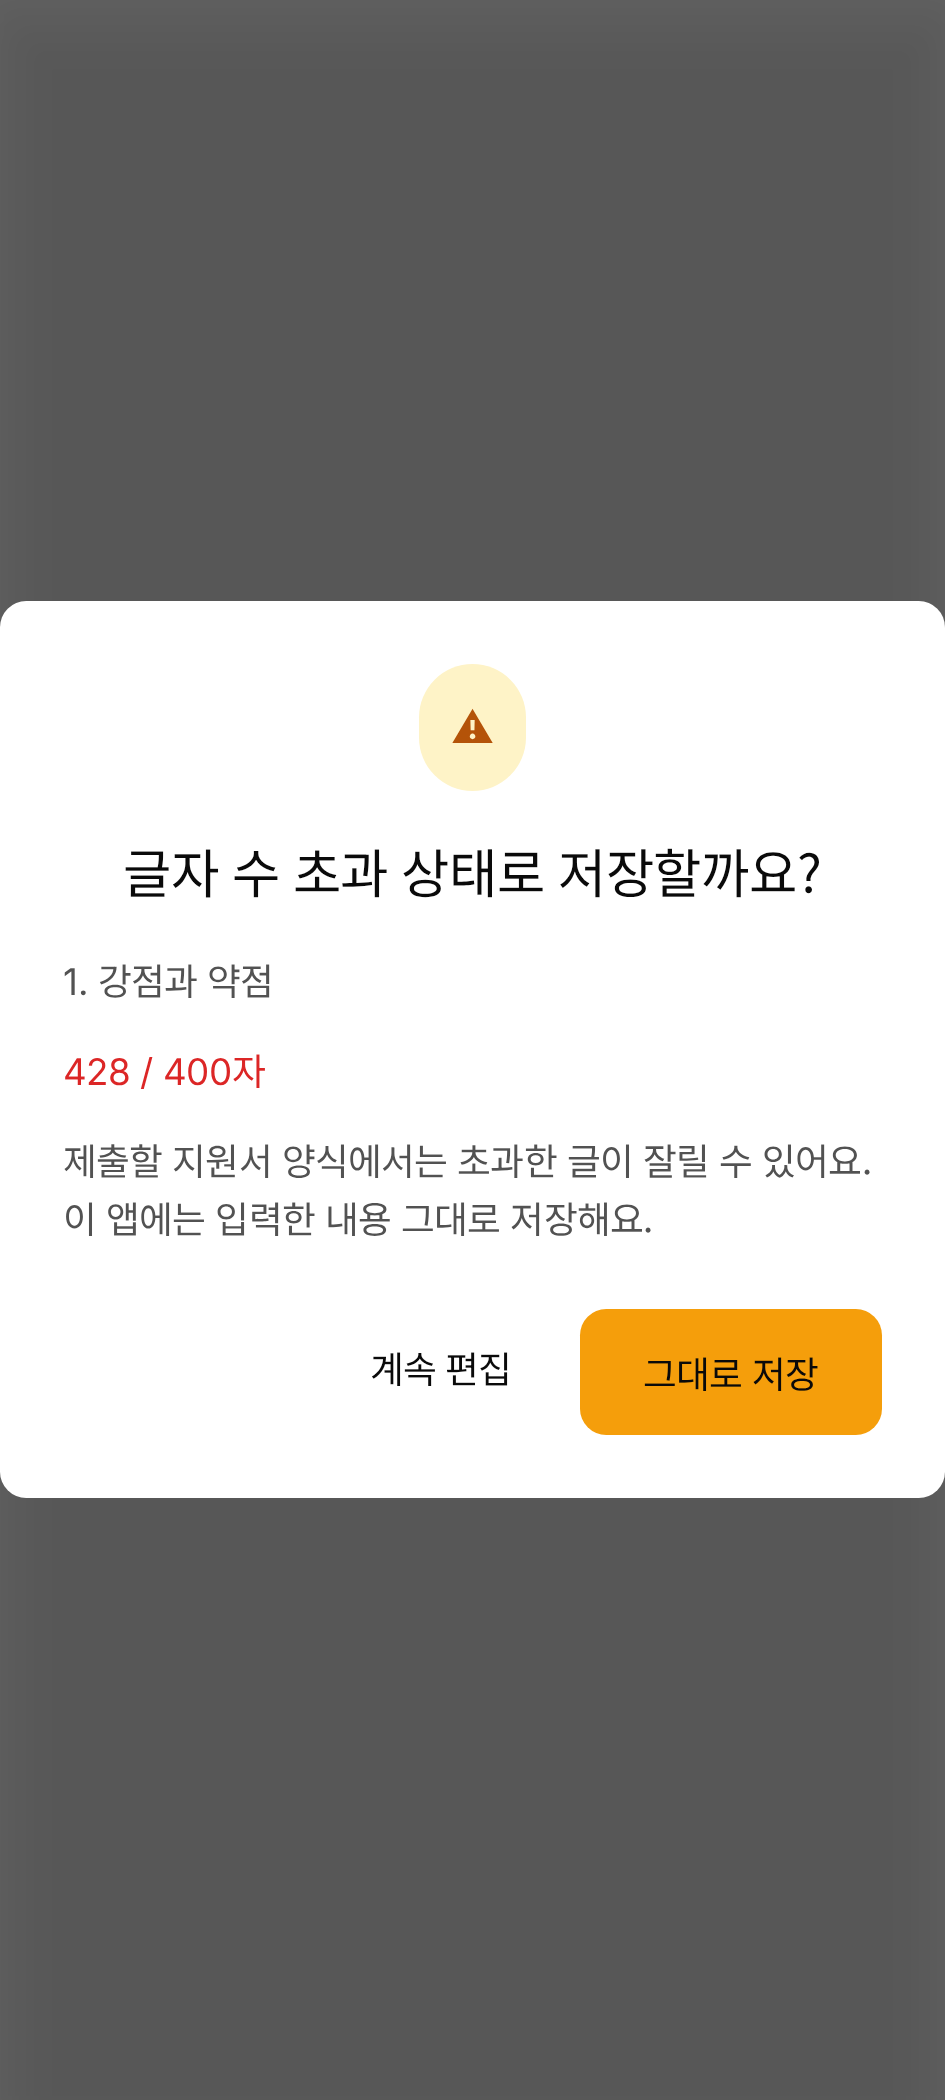 글자 수 초과 상태로 저장할까요?
1. 강점과 약점
428 / 400자
제출할 지원서 양식에서는 초과한 글이 잘릴 수 있어요.
이 앱에는 입력한 내용 그대로 저장해요.
계속 편집
그대로 저장